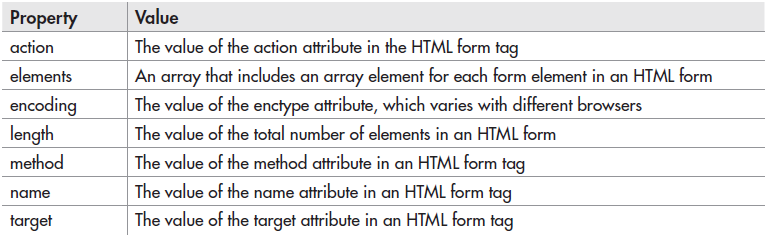 Property Value
action The value of the action attribute in the HTML form tag
elements An array that includes an array element for each form element in an HTML form
encoding The value of the enctype attribute, which varies with different browsers
length The value of the total number of elements in an HTML form
method The value of the method attribute in an HTML form tag
name The value of the name attribute in an HTML form tag
target The value of the target attribute in an HTML form tag